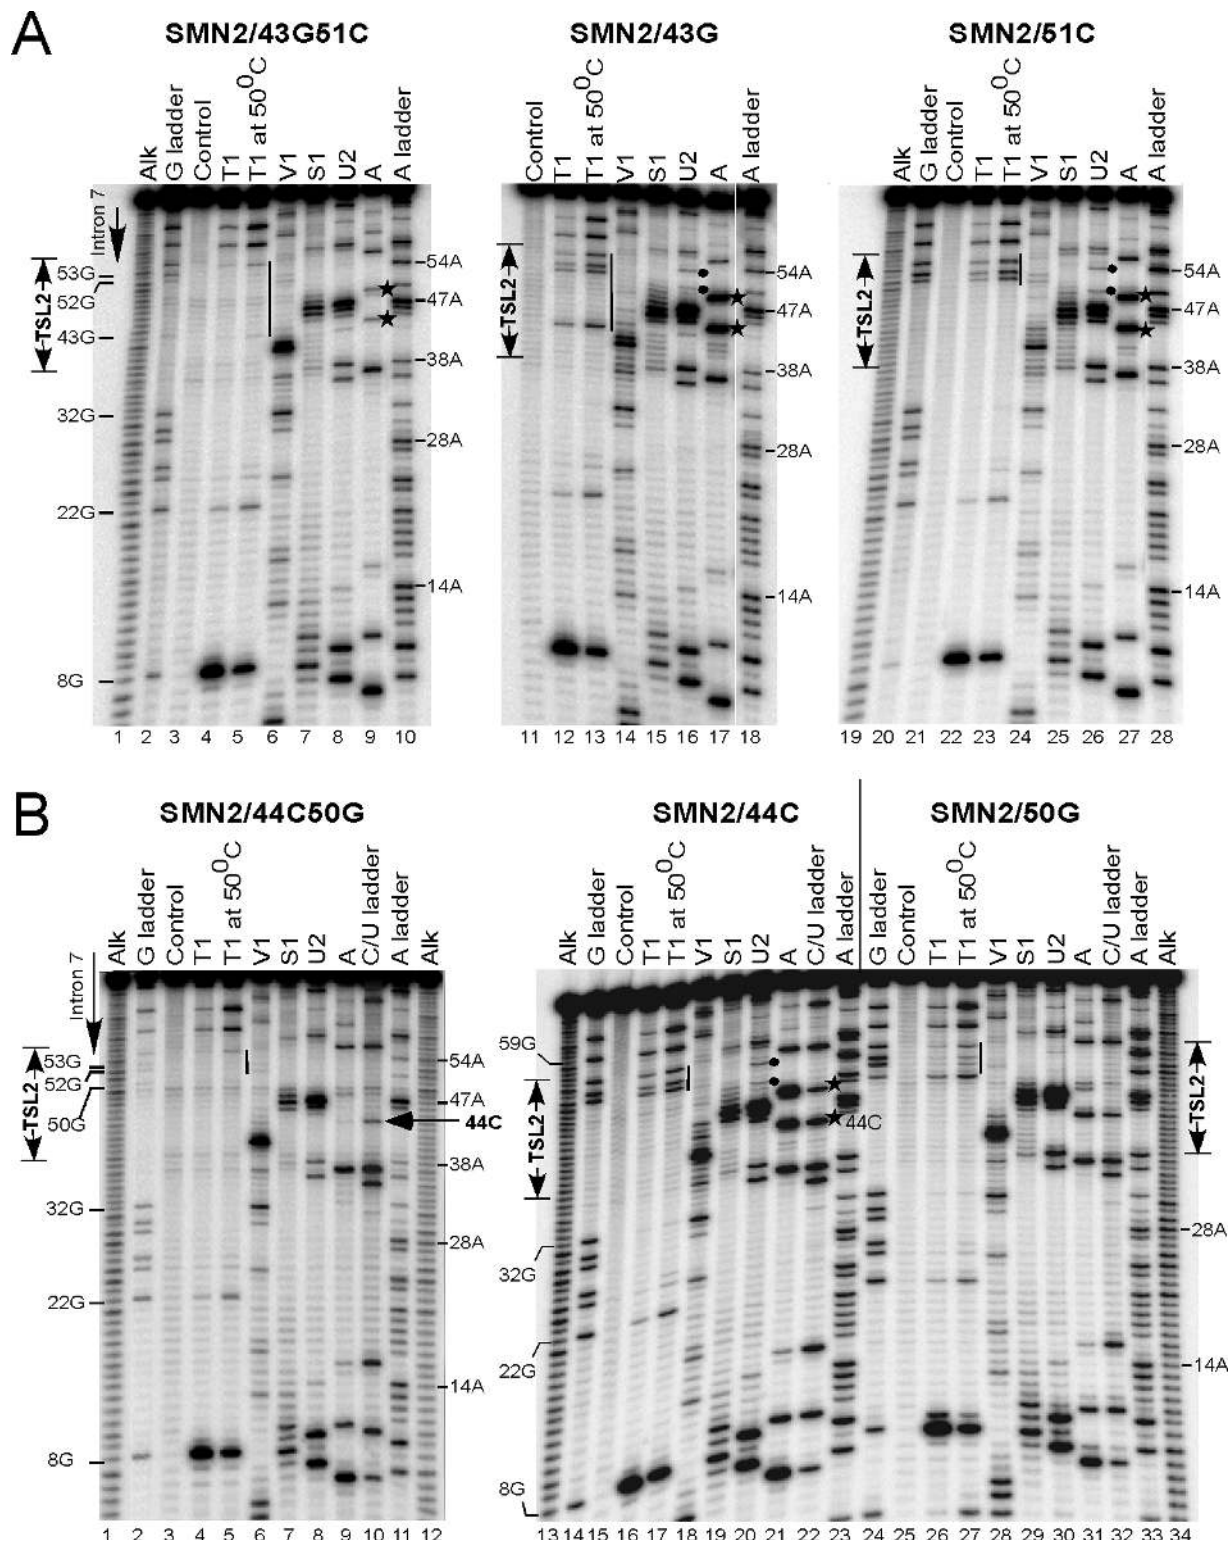 A
SMN2/43G51C
SMN2/43G
SMN2/51C
Alk
G ladder
Control
T1
T1 at 50⁰C
V1
S1
U2
A
A ladder
Control
T1
T1 at 50⁰C
V1
S1
U2
A
A ladder
Alk
G ladder
Control
T1
T1 at 50⁰C
V1
S1
U2
A
A ladder
Intron 7
TSL2
53G
52G
43G
32G
22G
8G
54A
47A
38A
28A
14A
TSL2
54A
47A
38A
28A
14A
TSL2
54A
47A
38A
28A
14A
1 2 3 4 5 6 7 8 9 10
11 12 13 14 15 16 17 18
19 20 21 22 23 24 25 26 27 28
B
SMN2/44C50G
SMN2/44C
SMN2/50G
Alk
G ladder
Control
T1
T1 at 50⁰C
V1
S1
U2
A
C/U ladder
A ladder
Alk
Alk
G ladder
Control
T1
T1 at 50⁰C
V1
S1
U2
A
C/U ladder
A ladder
G ladder
Control
T1
T1 at 50⁰C
V1
S1
U2
A
C/U ladder
A ladder
Alk
Intron 7
TSL2
53G
52G
50G
32G
22G
8G
54A
47A
44C
38A
28A
14A
59G
TSL2
32G
22G
8G
44C
TSL2
28A
14A
1 2 3 4 5 6 7 8 9 10 11 12
13 14 15 16 17 18 19 20 21 22 23 24 25 26 27 28 29 30 31 32 33 34